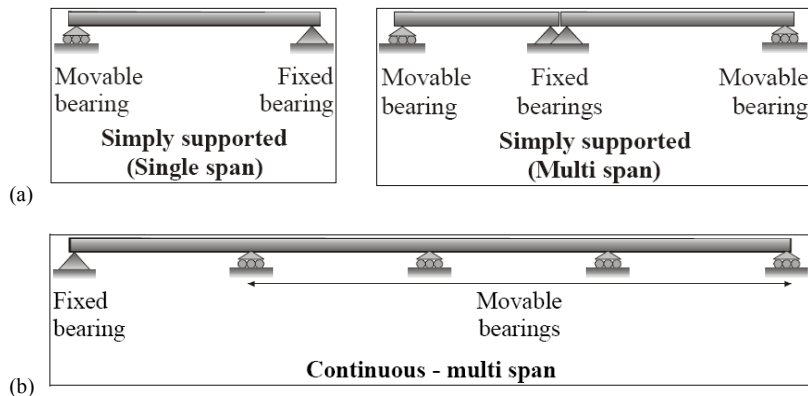 Movable
bearing
Fixed
bearing
Simply supported
(Single span)
Movable
bearing
Fixed
bearings
Movable
bearing
Simply supported
(Multi span)
(a)
Fixed
bearing
Movable
bearings
Continuous - multi span
(b)